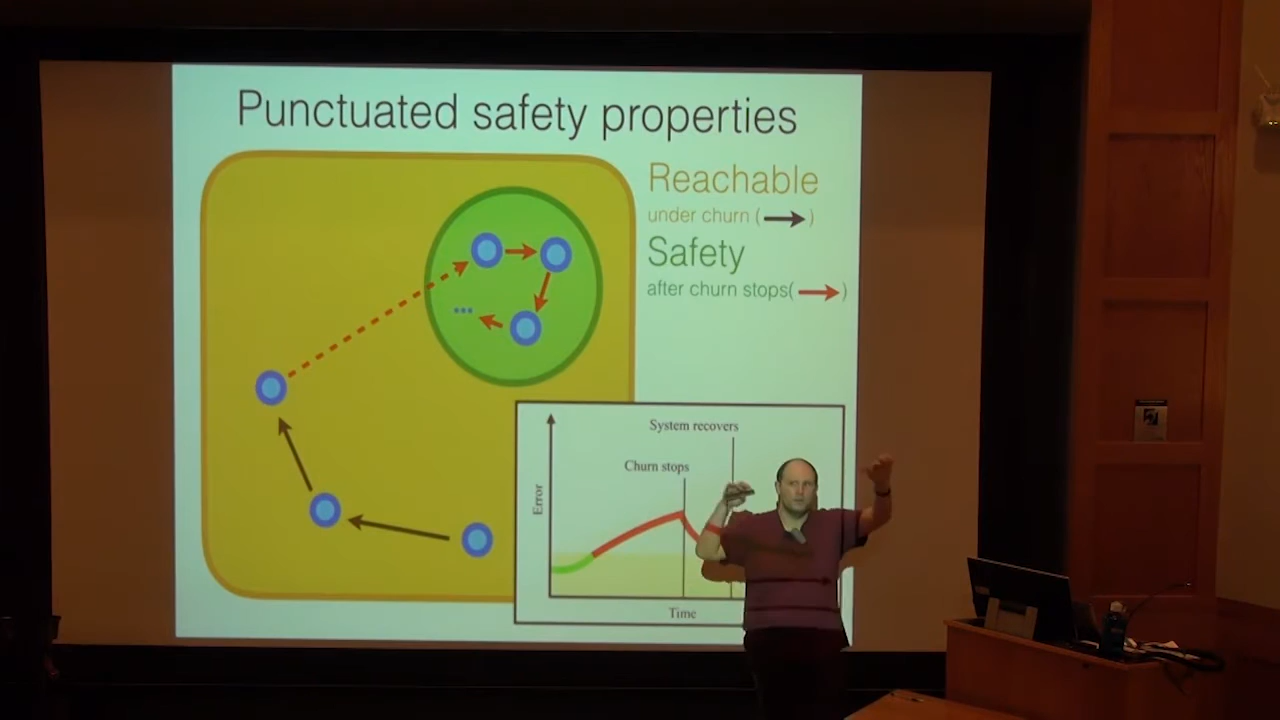 Punctuated safety properties
Reachable
under churn ( )
Safety
after churn stops( )
...
System recovers
Churn stops
Error
Time